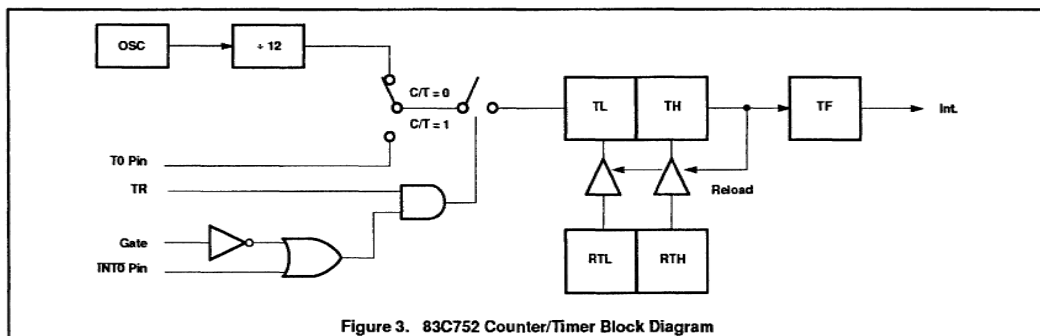 OSC
÷ 12
C/T = 0
C/T = 1
TL
TH
TF
Int.
T0 Pin
TR
Reload
Gate
INT0 Pin
RTL
RTH
Figure 3. 83C752 Counter/Timer Block Diagram